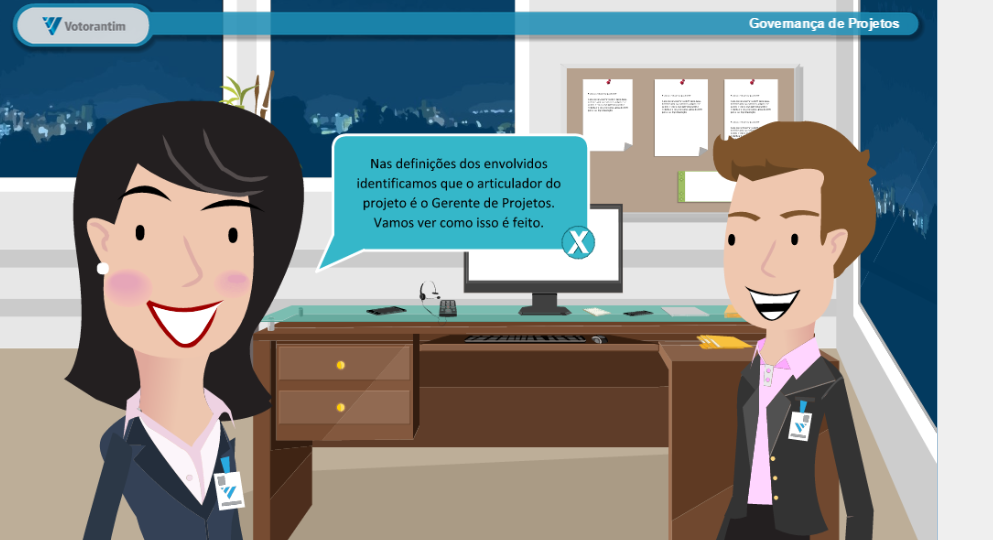 Votorantim
Governança de Projetos
Nas definições dos envolvidos
identificamos que o articulador do
projeto é o Gerente de Projetos.
Vamos ver como isso é feito.
X